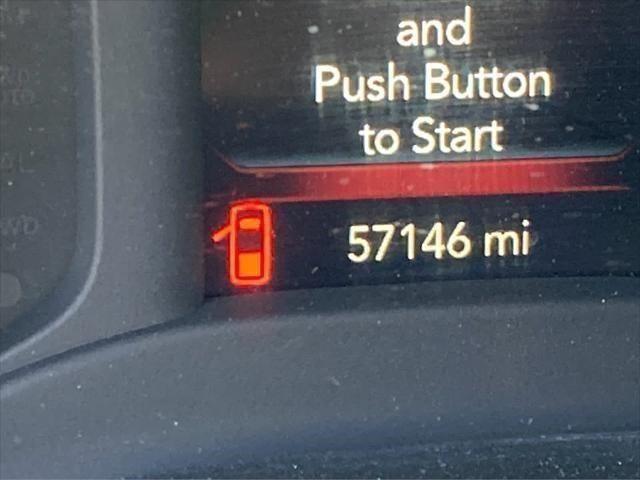 and
Push Button
to Start
57146 mi